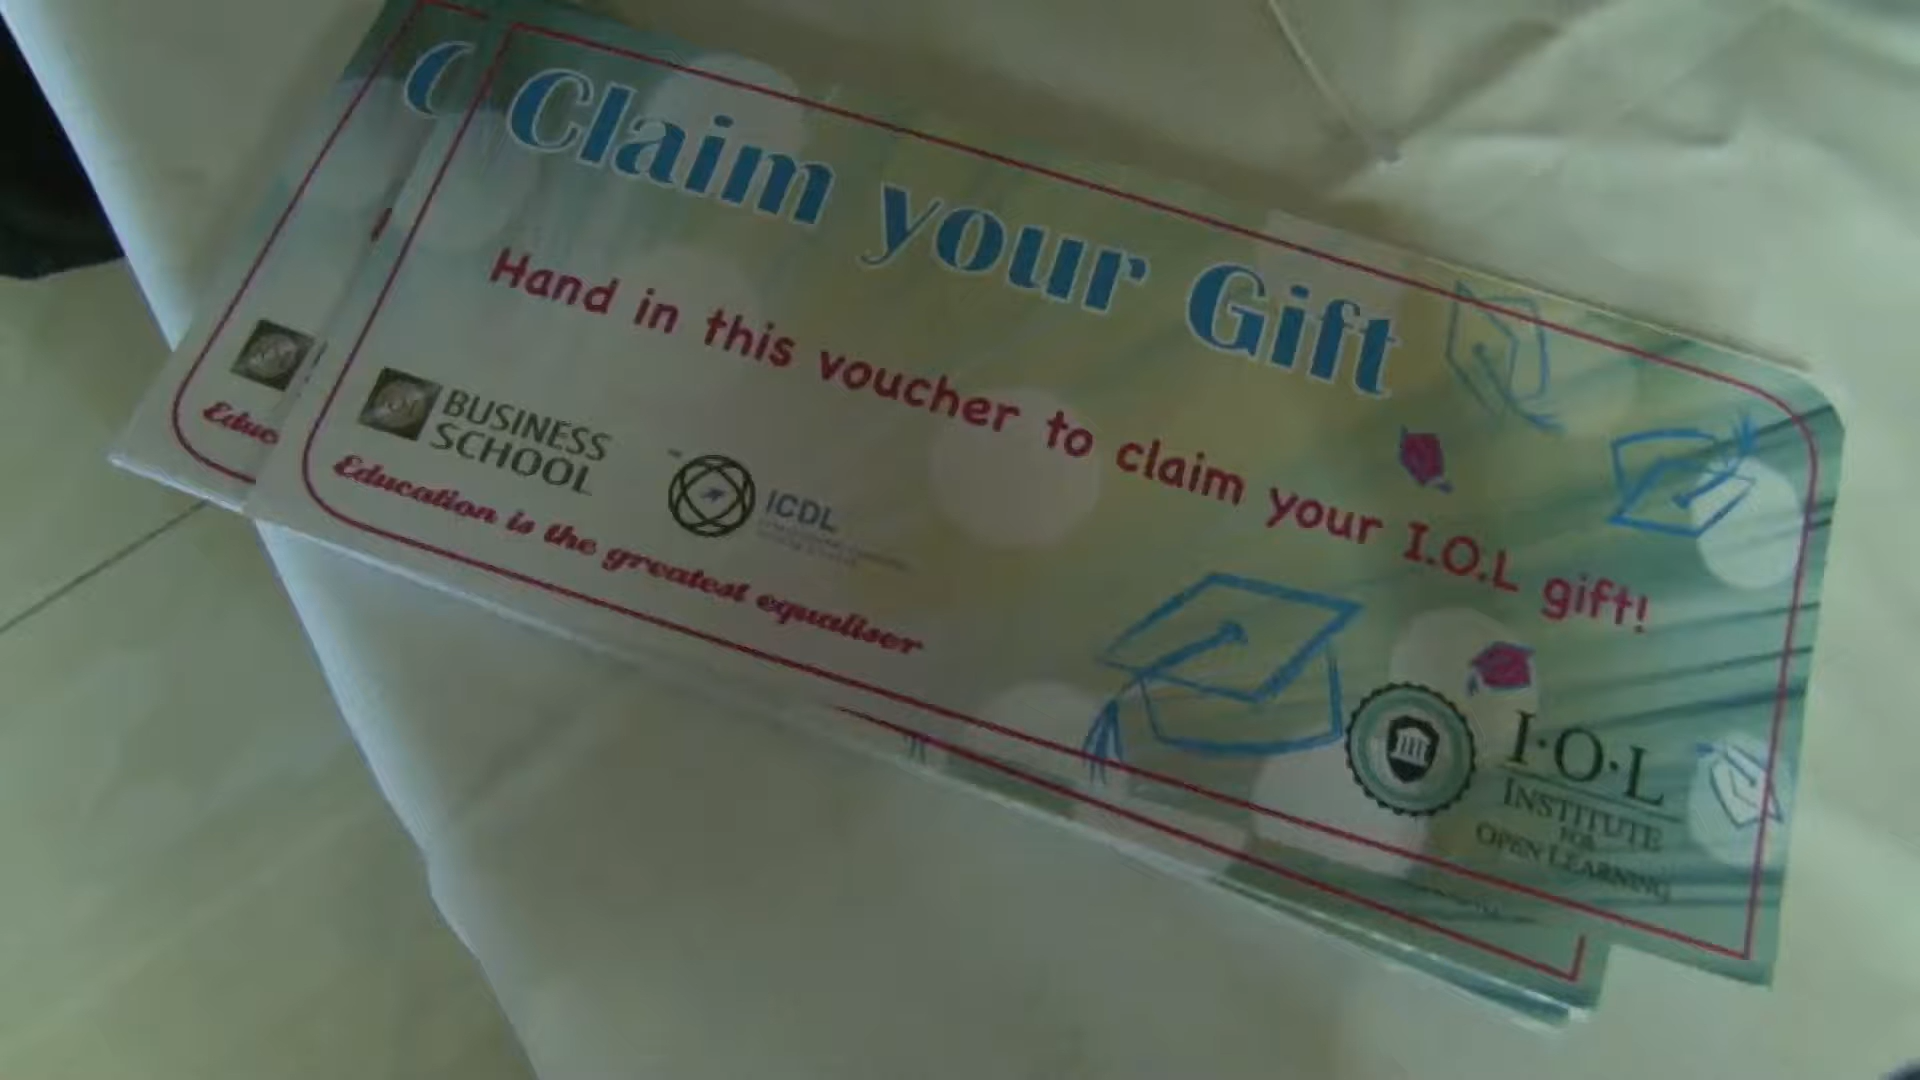 Claim your Gift
Hand in this voucher to claim your I.O.L gift!
BUSINESS
SCHOOL
ICDL
Education is the greatest equaliser
I·O·L
INSTITUTE
FOR
OPEN LEARNING
C
Educ